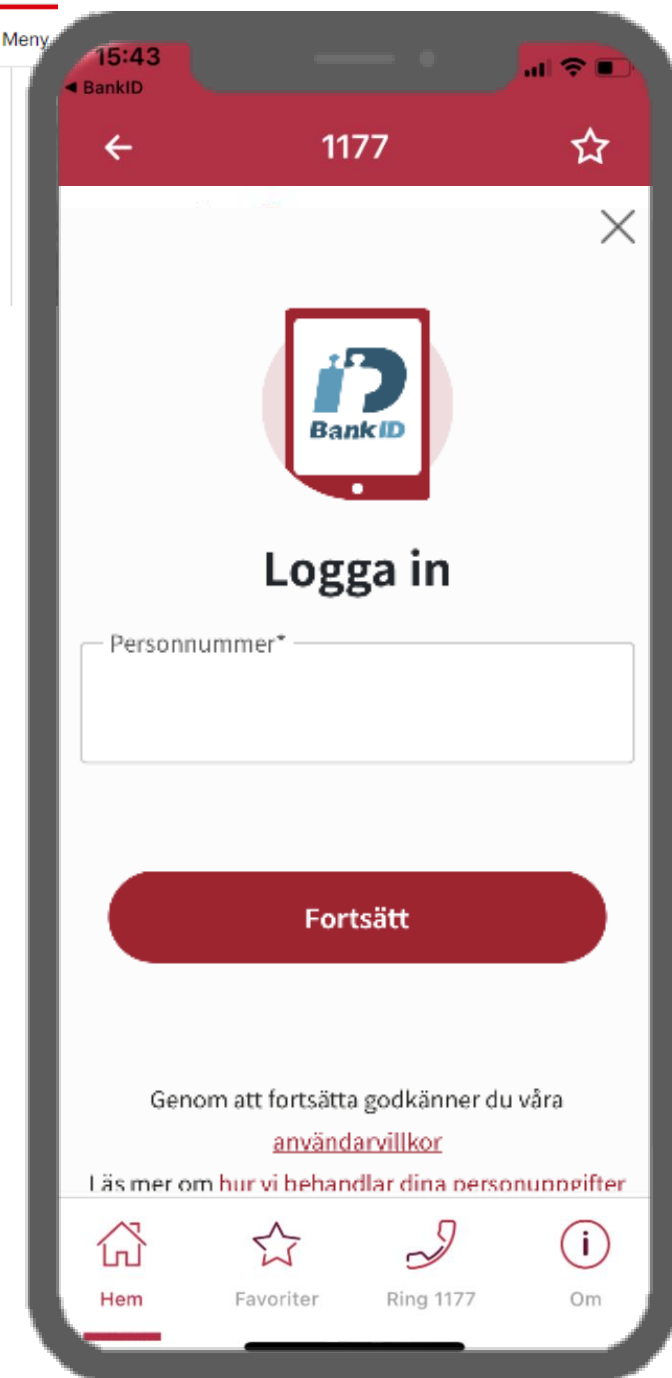 Meny
15:43
◀ BankID
1177
BankID
Logga in
Personnummer*
Fortsätt
Genom att fortsätta godkänner du våra
användarvillkor
Läs mer om hur vi behandlar dina personuppgifter
Hem
Favoriter
Ring 1177
Om